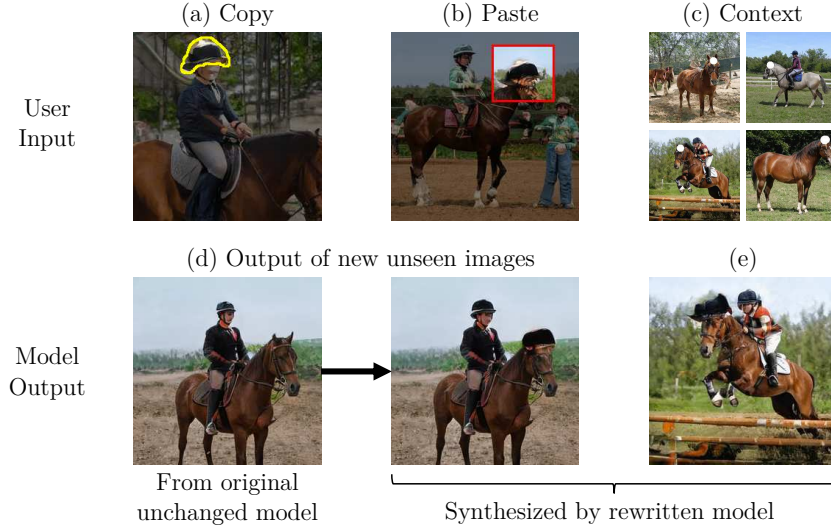 (a) Copy
(b) Paste
(c) Context
User
Input
(d) Output of new unseen images
(e)
Model
Output
From original
unchanged model
Synthesized by rewritten model